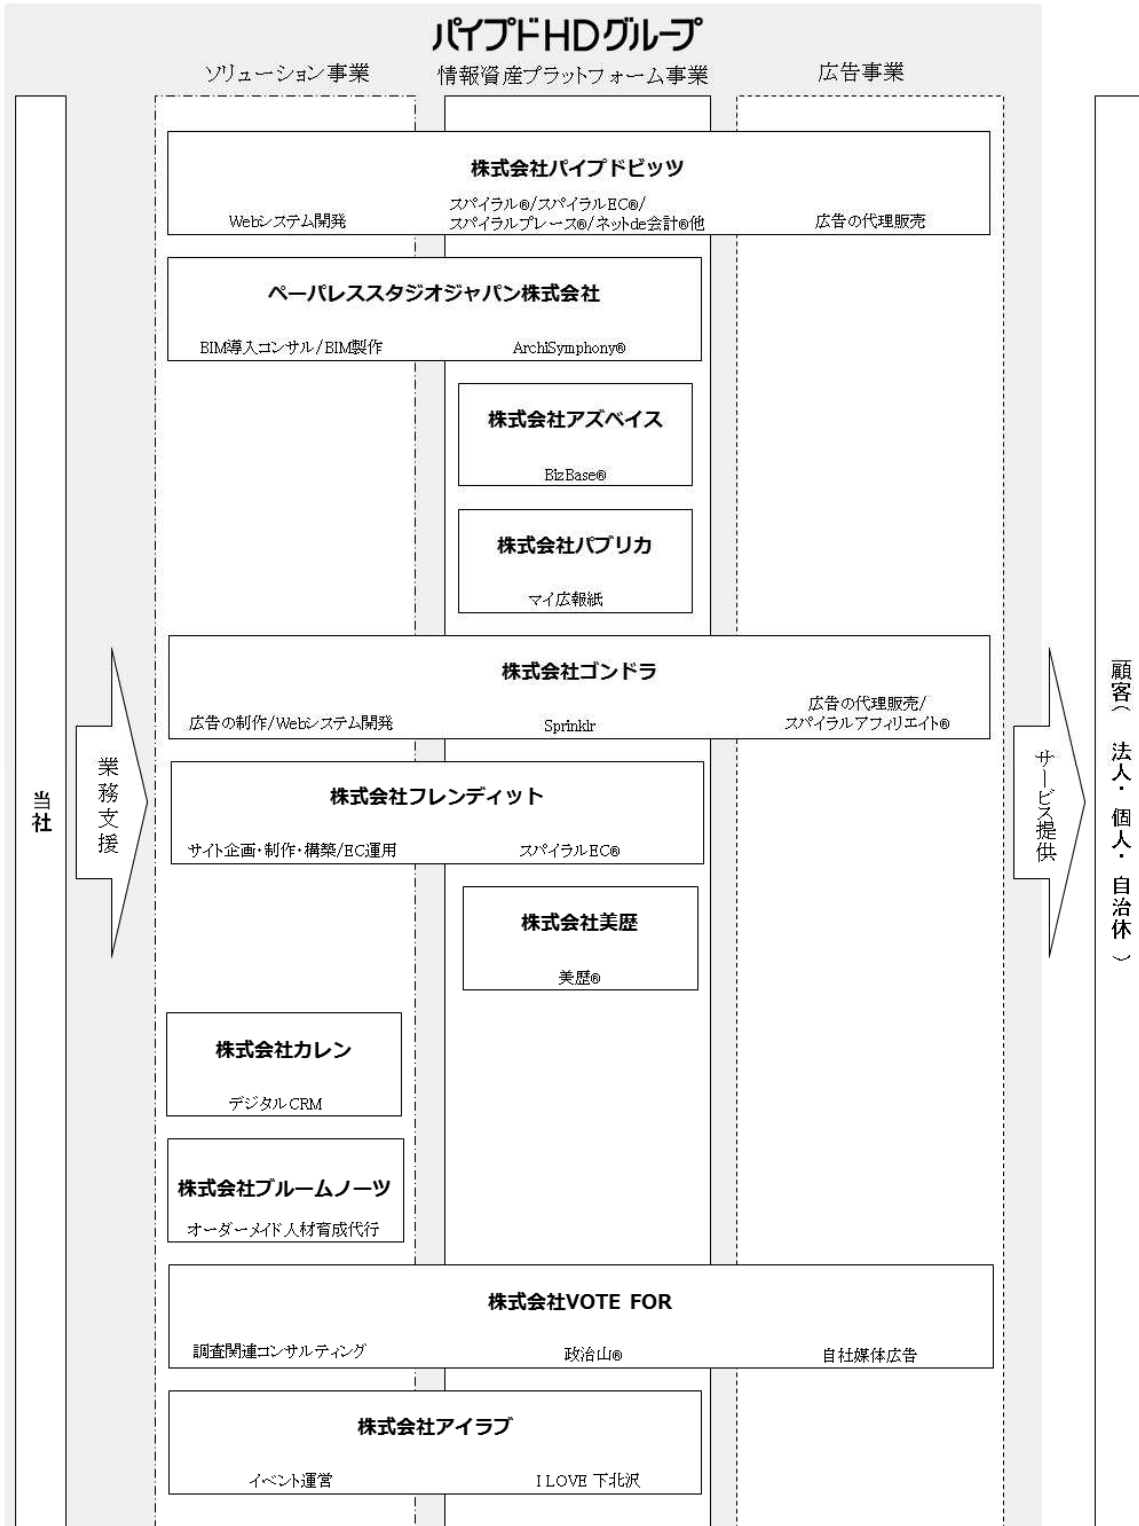 パイプドHDグループ
ソリューション事業
情報資産プラットフォーム事業
広告事業
当社
業務支援
株式会社パイプドビッツ
Webシステム開発
スパイラル®/スパイラルEC®/
スパイラルプレース®/ネットde会計®他
広告の代理販売
ペーパレススタジオジャパン株式会社
BIM導入コンサル/BIM製作
ArchiSymphony®
株式会社アズベイス
BizBase®
株式会社パブリカ
マイ広報紙
株式会社ゴンドラ
広告の制作/Webシステム開発
Sprinklr
広告の代理販売/
スパイラルアフィリエイト®
株式会社フレンディット
サイト企画・制作・構築/EC運用
スパイラルEC®
株式会社美歴
美歴®
株式会社カレン
デジタルCRM
株式会社ブルームノーツ
オーダーメイド人材育成代行
株式会社VOTE FOR
調査関連コンサルティング
政治山®
自社媒体広告
株式会社アイラブ
イベント運営
I LOVE 下北沢
サービス提供
顧客(法人・個人・自治体)